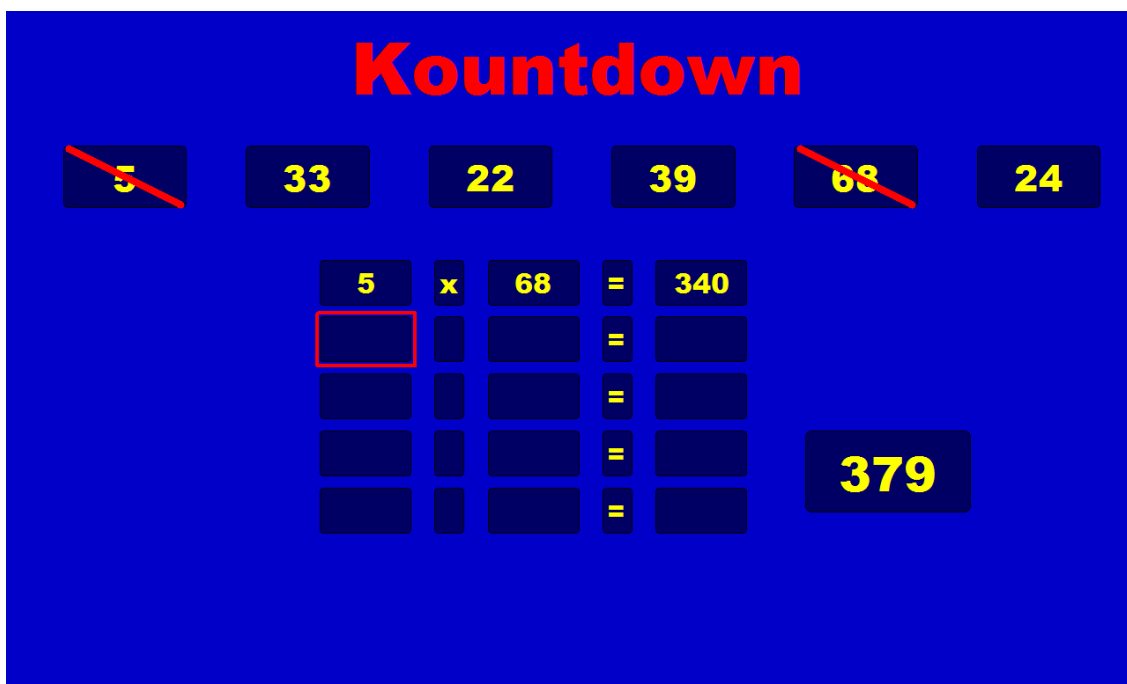 Kountdown
5 33 22 39 68 24
5 x 68 = 340
=
=
=
379
=